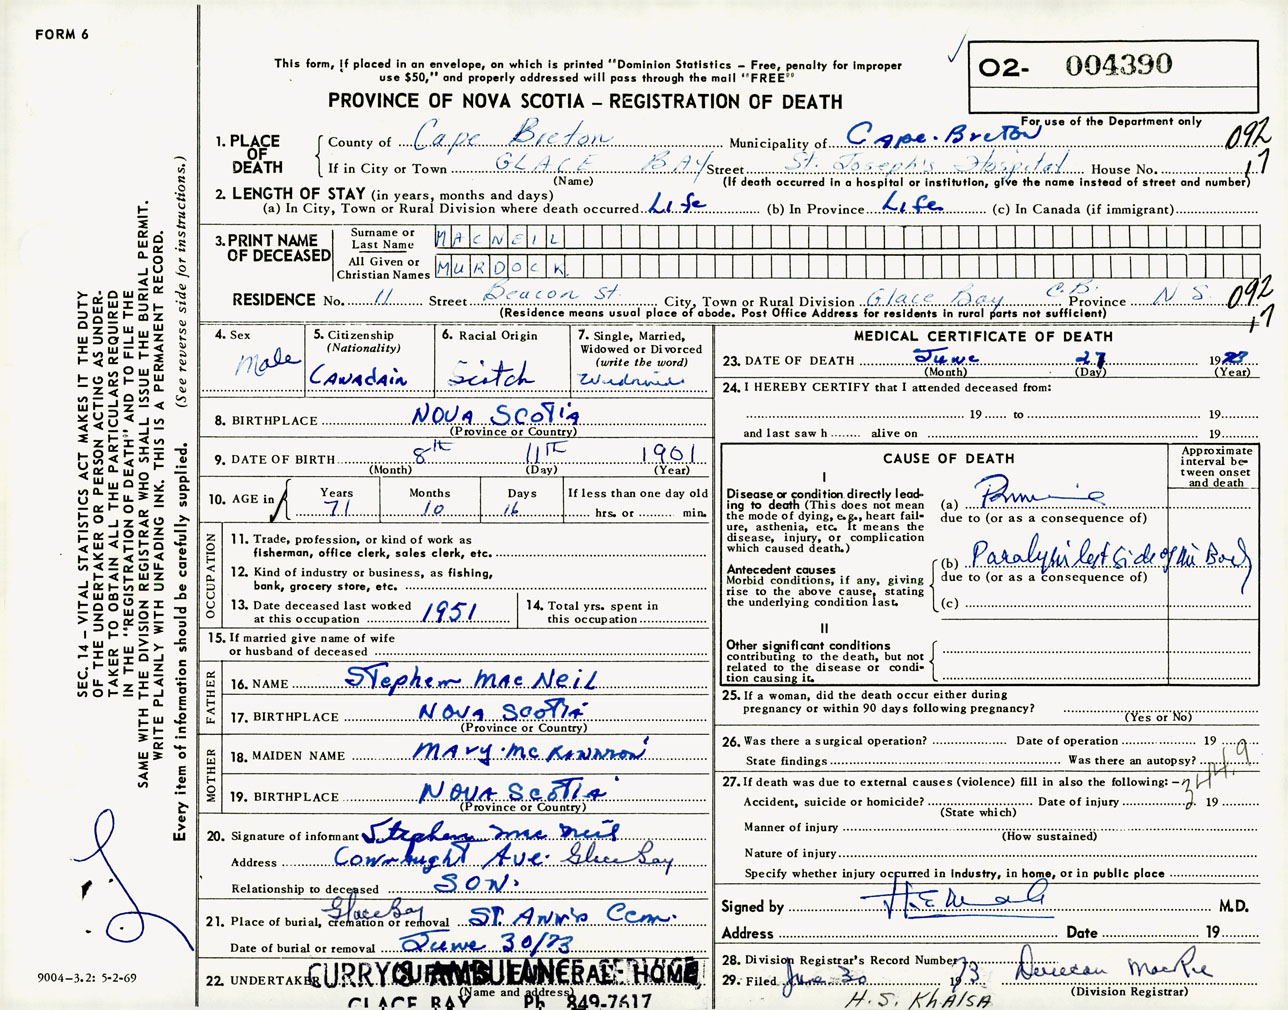 FORM 6
This form, if placed in an envelope, on which is printed "Dominion Statistics – Free, penalty for improper
use $50," and properly addressed will pass through the mail "FREE"
PROVINCE OF NOVA SCOTIA – REGISTRATION OF DEATH
02- 004390
For use of the Department only
1. PLACE OF DEATH
County of Cape Breton Municipality of Cape Breton 092
If in City or Town GLACE BAY Street St. Joseph's Hospital House No. 17
(Name) (If death occurred in a hospital or institution, give the name instead of street and number)
2. LENGTH OF STAY (in years, months and days)
(a) In City, Town or Rural Division where death occurred Life (b) In Province Life (c) In Canada (if immigrant)
3. PRINT NAME OF DECEASED
Surname or Last Name MACNEIL
All Given or Christian Names MURDOCK
RESIDENCE No. 11 Street Beacon St. City, Town or Rural Division Glace Bay C.B. Province N S 092
(Residence means usual place of abode. Post Office Address for residents in rural parts not sufficient) 17
4. Sex Male
5. Citizenship (Nationality) CANADAIN
6. Racial Origin Scotch
7. Single, Married, Widowed or Divorced (write the word)
8. BIRTHPLACE NOVA SCOTIA
(Province or Country)
9. DATE OF BIRTH 8th 11TH 1901
(Month) (Day) (Year)
10. AGE in Years 71 Months 10 Days 16 If less than one day old
hrs. or min.
OCCUPATION
11. Trade, profession, or kind of work as
fisherman, office clerk, sales clerk, etc.
12. Kind of industry or business, as fishing,
bank, grocery store, etc.
13. Date deceased last worked at this occupation 1951
14. Total yrs. spent in this occupation
15. If married give name of wife
or husband of deceased
FATHER
16. NAME Stephen Mac Neil
17. BIRTHPLACE NOVA SCOTIA
(Province or Country)
MOTHER
18. MAIDEN NAME MARY
19. BIRTHPLACE NOVA SCOTIA
(Province or Country)
20. Signature of informant Stephen Mac Neil
Address Ave. Glace Bay
Relationship to deceased SON.
21. Place of burial, cremation or removal Glace Bay ST. ANN'S Cem.
Date of burial or removal June 30/73
22. UNDERTAKER CURRY'S FUNERAL HOME
(Name and address)
GLACE BAY Ph 849-7617
MEDICAL CERTIFICATE OF DEATH
23. DATE OF DEATH June 27 1973
(Month) (Day) (Year)
24. I HEREBY CERTIFY that I attended deceased from:
19 to 19
and last saw h alive on 19
CAUSE OF DEATH
Approximate interval between onset and death
I
Disease or condition directly leading to death (This does not mean the mode of dying, e.g., heart failure, asthenia, etc. It means the disease, injury, or complication which caused death.)
(a)
due to (or as a consequence of)
Antecedent causes
Morbid conditions, if any, giving rise to the above cause, stating the underlying condition last.
(b) Paralysis left side of his Body
due to (or as a consequence of)
(c)
II
Other significant conditions
contributing to the death, but not related to the disease or condition causing it.
25. If a woman, did the death occur either during
pregnancy or within 90 days following pregnancy?
(Yes or No)
26. Was there a surgical operation? Date of operation 19
State findings Was there an autopsy?
27. If death was due to external causes (violence) fill in also the following: – 344.9
Accident, suicide or homicide? Date of injury 2 19
(State which)
Manner of injury
(How sustained)
Nature of injury
Specify whether injury occurred in industry, in home, or in public place
Signed by M.D.
Address Date 19
28. Division Registrar's Record Number
29. Filed June 30 1973 Duncan MacRae
(Division Registrar)
H. S. KHALSA
SEC. 14 – VITAL STATISTICS ACT MAKES IT THE DUTY
OF THE UNDERTAKER OR PERSON ACTING AS UNDER-
TAKER TO OBTAIN ALL THE PARTICULARS REQUIRED
IN THE "REGISTRATION OF DEATH" AND TO FILE THE
SAME WITH THE DIVISION REGISTRAR WHO SHALL ISSUE THE BURIAL PERMIT.
WRITE PLAINLY WITH UNFADING INK. THIS IS A PERMANENT RECORD.
Every item of information should be carefully supplied. (See reverse side for instructions.)
9004-3.2: 5-2-69